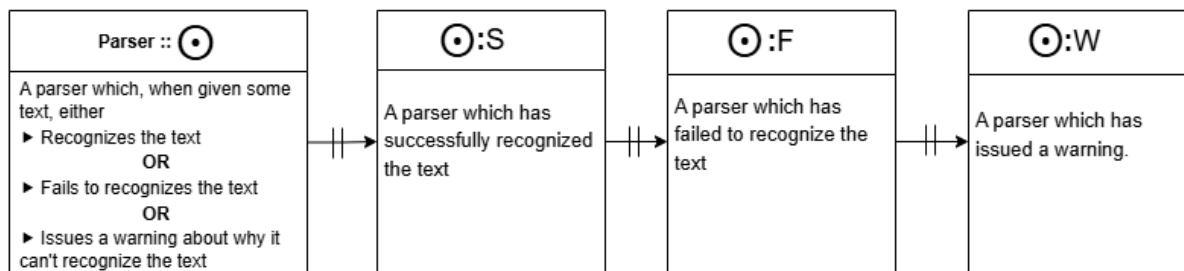 Parser :: ⊙
A parser which, when given some
text, either
▶ Recognizes the text
OR
▶ Fails to recognizes the text
OR
▶ Issues a warning about why it
can't recognize the text
⊙:S
A parser which has
successfully recognized
the text
⊙:F
A parser which has
failed to recognize the
text
⊙:W
A parser which has
issued a warning.